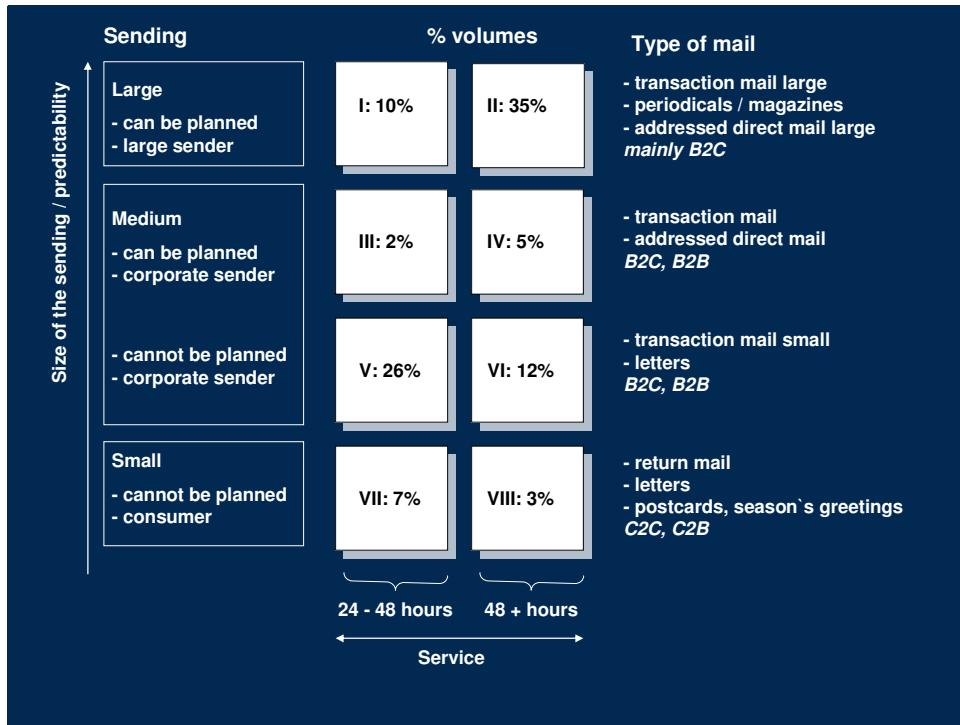 Sending
% volumes
Type of mail
Size of the sending / predictability
Large
- can be planned
- large sender
I: 10%
II: 35%
- transaction mail large
- periodicals / magazines
- addressed direct mail large
mainly B2C
Medium
- can be planned
- corporate sender
III: 2%
IV: 5%
- transaction mail
- addressed direct mail
B2C, B2B
- cannot be planned
- corporate sender
V: 26%
VI: 12%
- transaction mail small
- letters
B2C, B2B
Small
- cannot be planned
- consumer
VII: 7%
VIII: 3%
- return mail
- letters
- postcards, season`s greetings
C2C, C2B
24 - 48 hours
48 + hours
Service